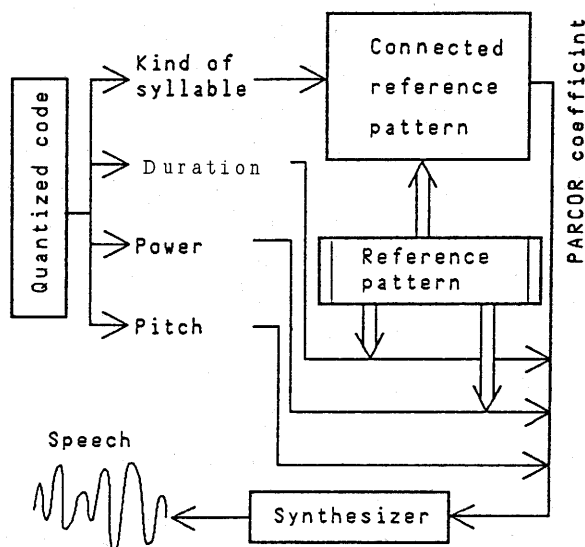 Quantized code
Kind of
syllable
Duration
Power
Pitch
Connected
reference
pattern
Reference
pattern
PARCOR coefficint
Speech
Synthesizer